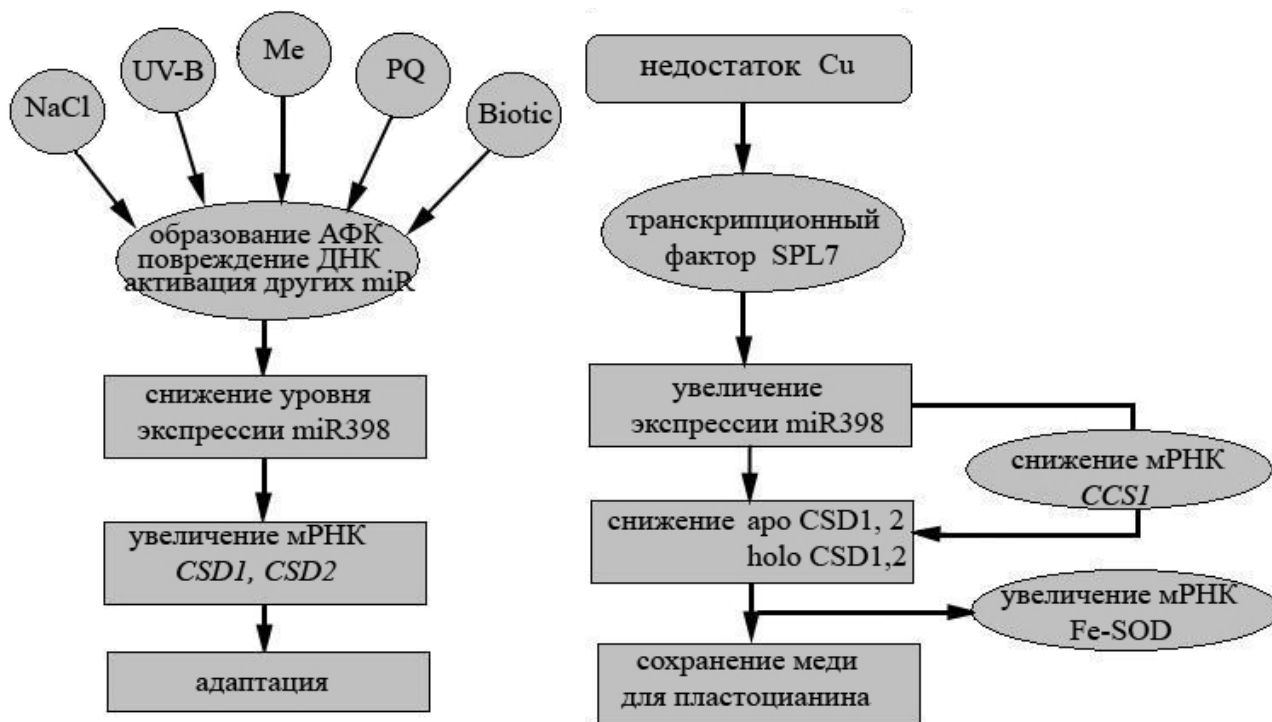 NaCl
UV-B
Me
PQ
Biotic
образование АФК
повреждение ДНК
активация других miR
снижение уровня
экспрессии miR398
увеличение мРНК
CSD1, CSD2
адаптация
недостаток Cu
транскрипционный
фактор SPL7
увеличение
экспрессии miR398
снижение мРНК
CCS1
снижение apo CSD1, 2
holo CSD1,2
увеличение мРНК
Fe-SOD
сохранение меди
для пластоцианина